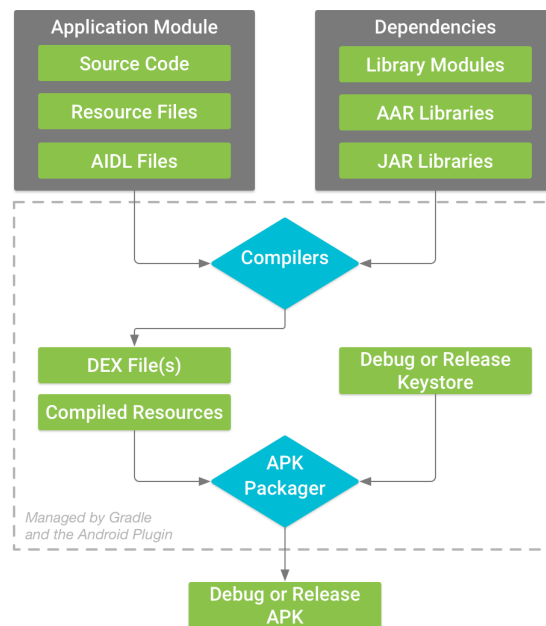 Application Module
Source Code
Resource Files
AIDL Files
Dependencies
Library Modules
AAR Libraries
JAR Libraries
Compilers
DEX File(s)
Compiled Resources
Debug or Release
Keystore
APK
Packager
Managed by Gradle
and the Android Plugin
Debug or Release
APK